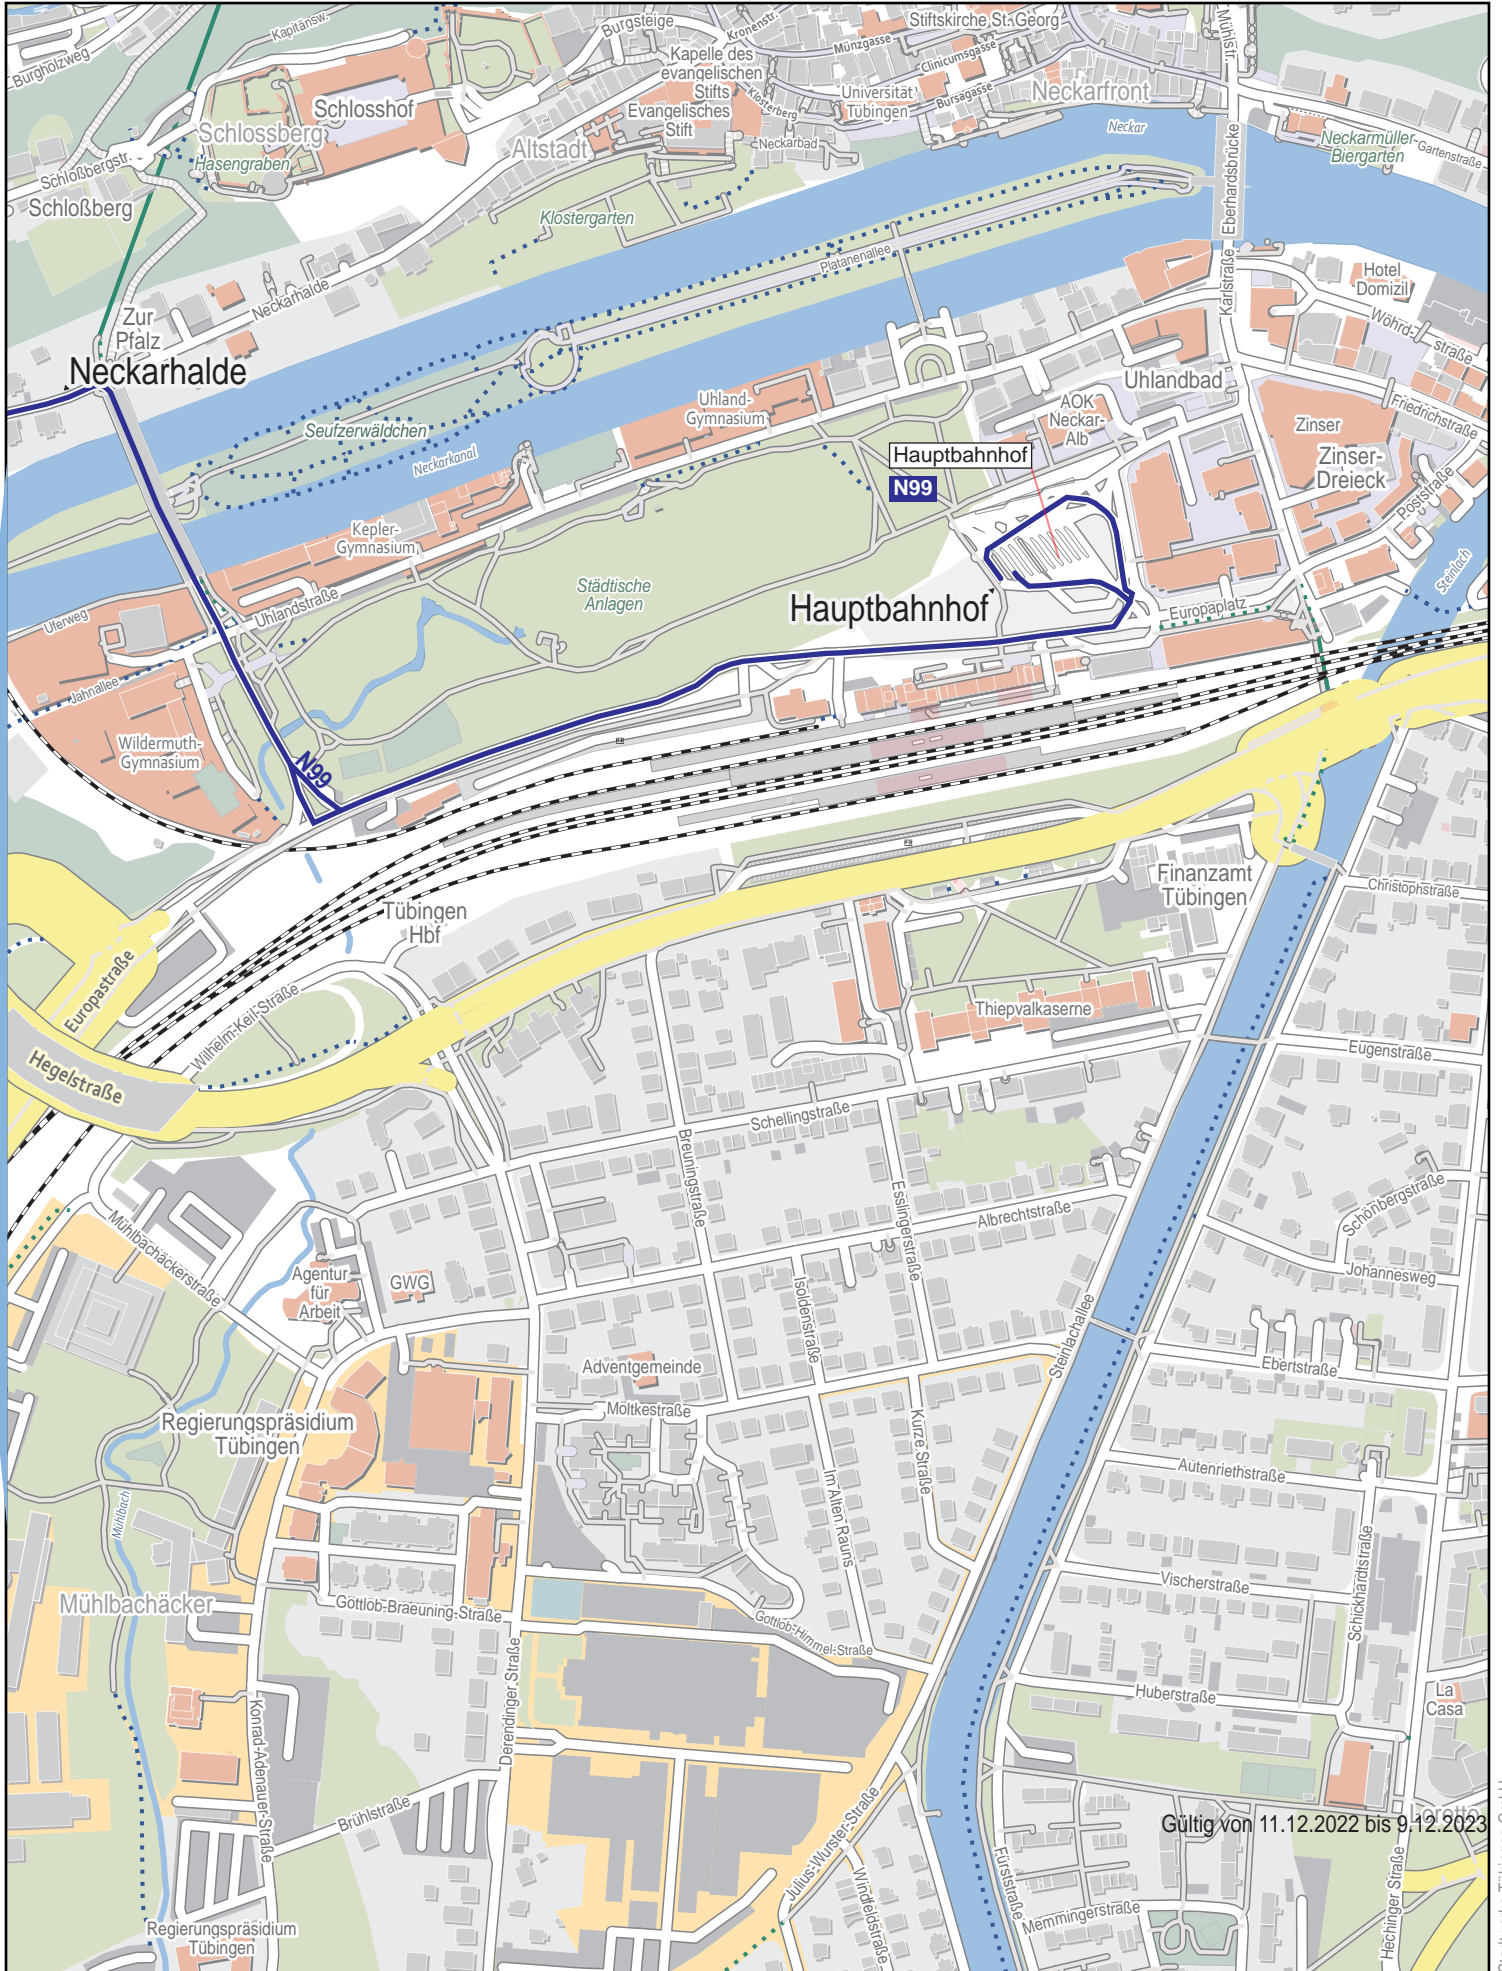 Burgholzweg
Kapitänsw.
Burgsteige
Kronenstr.
Münzgasse
Stiftskirche St. Georg
Clinicumsgasse
Mühlstr.
Schlosshof
Kapelle des
evangelischen
Stifts
Evangelisches
Stift
Klosterberg
Universität
Tübingen
Bursagasse
Neckarfront
Schlossberg
Hasengraben
Altstadt
Neckarbad
Neckar
Eberhardsbrücke
Neckarmüller-
Biergarten
Gartenstraße
Schloßbergstr.
Schloßberg
Klostergarten
Platanenallee
Neckarhalde
Zur
Pfalz
Neckarhalde
Karlstraße
Hotel
Domizil
Wöhrd-
straße
Uhlandbad
Uhland-
Gymnasium
AOK
Neckar-
Alb
Friedrichstraße
Zinser
Zinser-
Dreieck
Seufzerwäldchen
Neckarkanal
Hauptbahnhof
N99
Poststraße
Kepler-
Gymnasium
Städtische
Anlagen
Steinlach
Uferweg
Uhlandstraße
Hauptbahnhof
Europaplatz
Jahnallee
Wildermuth-
Gymnasium
N99
Finanzamt
Tübingen
Christophstraße
Tübingen
Hbf
Europastraße
Wilhelm-Keil-Straße
Thiepvalkaserne
Eugenstraße
Hegelstraße
Schellingstraße
Breuningstraße
Esslingerstraße
Albrechtstraße
Schönbergstraße
Johannesweg
Mühlbachäckerstraße
Agentur
für
Arbeit
GWG
Isoldenstraße
Steinlachallee
Ebertstraße
Adventgemeinde
Moltkestraße
Regierungspräsidium
Tübingen
Kurze Straße
Im Alten Rauns
Autenriethstraße
Mühlbach
Schickhardtstraße
Vischerstraße
Mühlbachäcker
Gottlob-Braeuning-Straße
Gottlob-Himmel-Straße
Derendinger Straße
Huberstraße
La
Casa
Konrad-Adenauer-Straße
Brühlstraße
Julius-Wurster-Straße
Loretto
Gültig von 11.12.2022 bis 9.12.2023
Windfeldstraße
Fürststraße
Memmingerstraße
Hechinger Straße
Regierungspräsidium
Tübingen